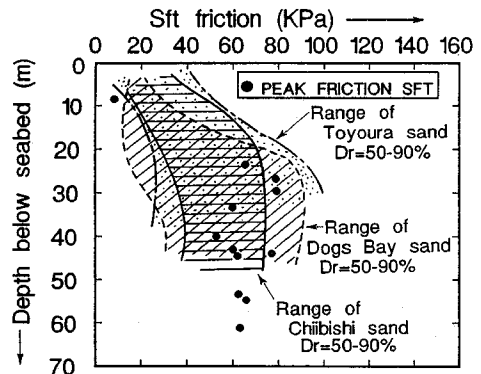 Sft friction (KPa)
0 20 40 60 80 100 120 140 160
Depth below seabed (m)
0
10
20
30
40
50
60
70
PEAK FRICTION SFT
Range of
Toyoura sand
Dr=50-90%
Range of
Dogs Bay sand
Dr=50-90%
Range of
Chiibishi sand
Dr=50-90%